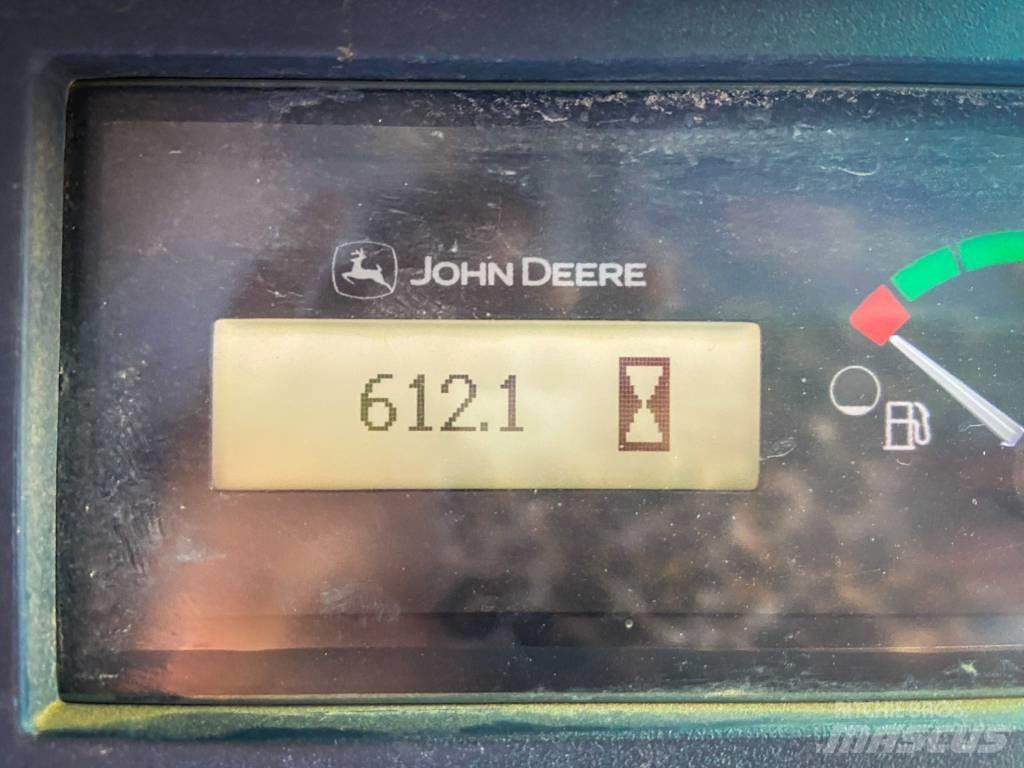 JOHN DEERE
612.1
RITCHIE BROS.
MASCUS